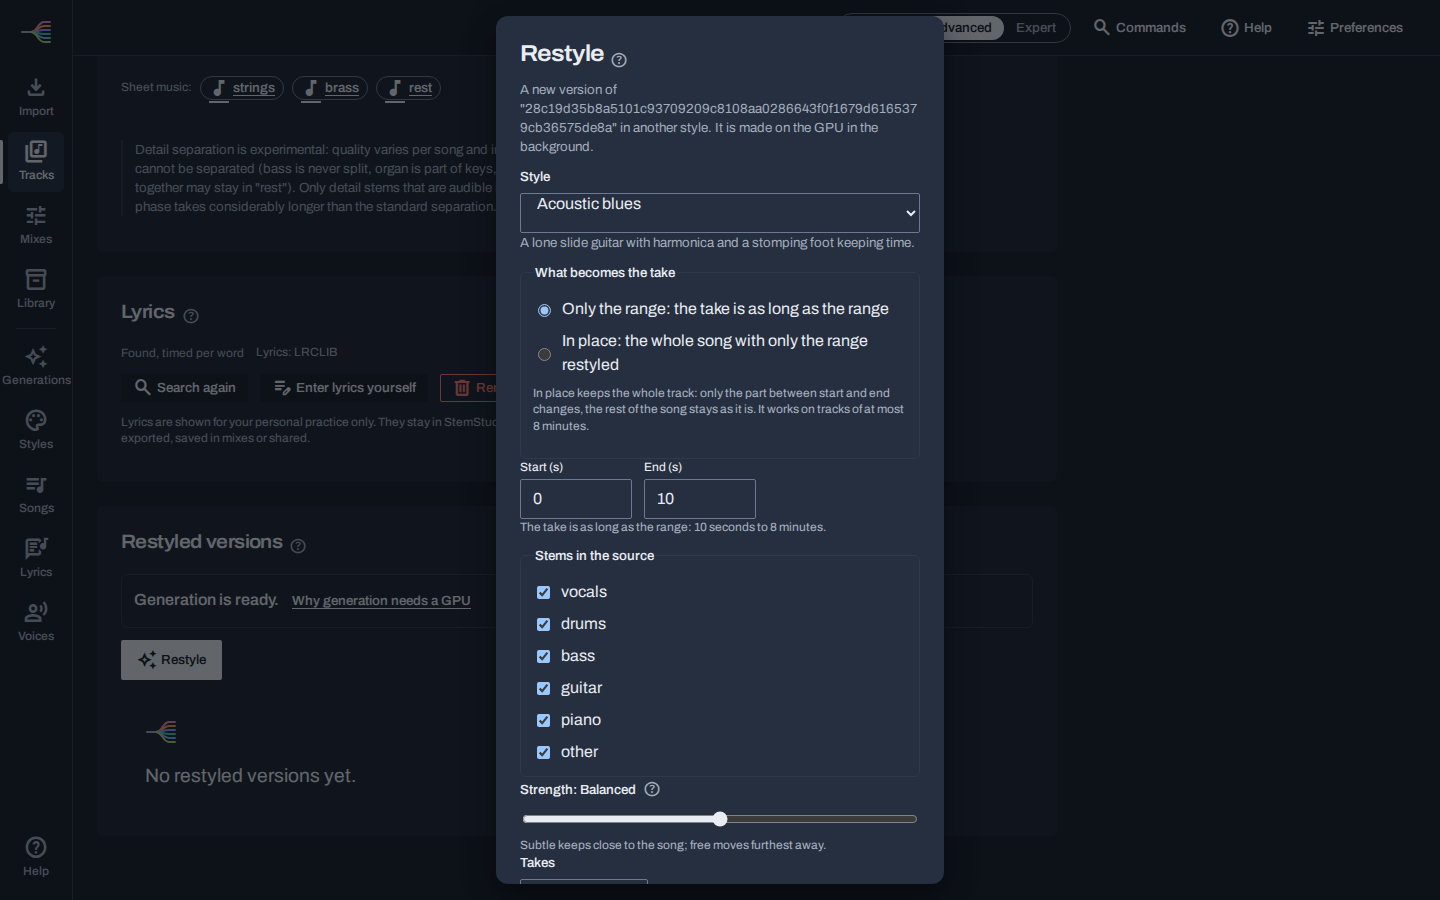 Import
Tracks
Mixes
Library
Generations
Styles
Songs
Lyrics
Voices
Help
dvanced
Expert
Commands
Help
Preferences
Sheet music:
strings
brass
rest
Detail separation is experimental: quality varies per song and in
cannot be separated (bass is never split, organ is part of keys,
together may stay in "rest"). Only detail stems that are audible
phase takes considerably longer than the standard separation.
Lyrics
Found, timed per word
Lyrics: LRCLIB
Search again
Enter lyrics yourself
Lyrics are shown for your personal practice only. They stay in StemStu
exported, saved in mixes or shared.
Restyled versions
Generation is ready.
Why generation needs a GPU
Restyle
No restyled versions yet.
Restyle
A new version of
"28c19d35b8a5101c93709209c8108aa0286643f0f1679d616537
9cb36575de8a" in another style. It is made on the GPU in the
background.
Style
Acoustic blues
A lone slide guitar with harmonica and a stomping foot keeping time.
What becomes the take
Only the range: the take is as long as the range
In place: the whole song with only the range
restyled
In place keeps the whole track: only the part between start and end
changes, the rest of the song stays as it is. It works on tracks of at most
8 minutes.
Start (s)
End (s)
0
10
The take is as long as the range: 10 seconds to 8 minutes.
Stems in the source
vocals
drums
bass
guitar
piano
other
Strength: Balanced
Subtle keeps close to the song; free moves furthest away.
Takes